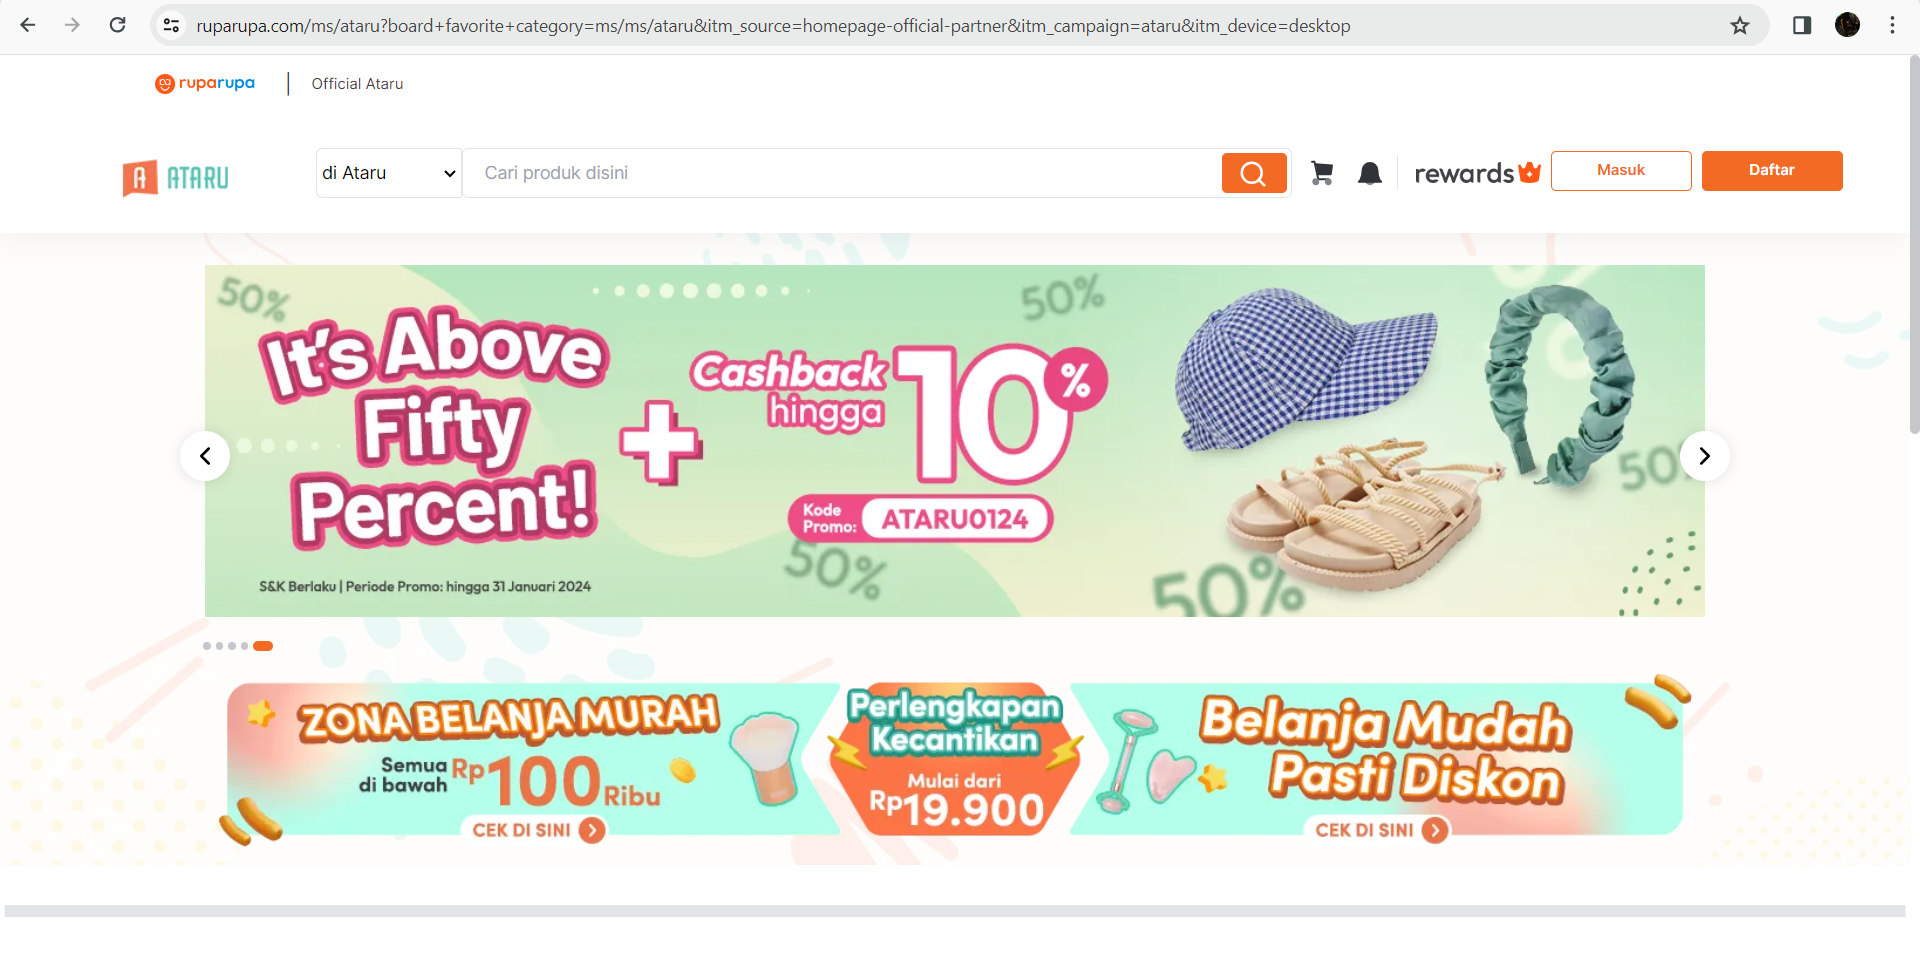 ruparupa.com/ms/ataru?board+favorite+category=ms/ms/ataru&itm_source=homepage-official-partner&itm_campaign=ataru&itm_device=desktop
ruparupa
Official Ataru
A ATARU
di Ataru
Cari produk disini
rewards
Masuk
Daftar
50%
50%
It's Above
Fifty
Percent!
Cashback
hingga
10%
Kode
Promo:
ATARU0124
50%
50%
50
S&K Berlaku | Periode Promo: hingga 31 Januari 2024
ZONA BELANJA MURAH
Semua
di bawah
Rp100 Ribu
CEK DI SINI
Perlengkapan
Kecantikan
Mulai dari
Rp19.900
Belanja Mudah
Pasti Diskon
CEK DI SINI